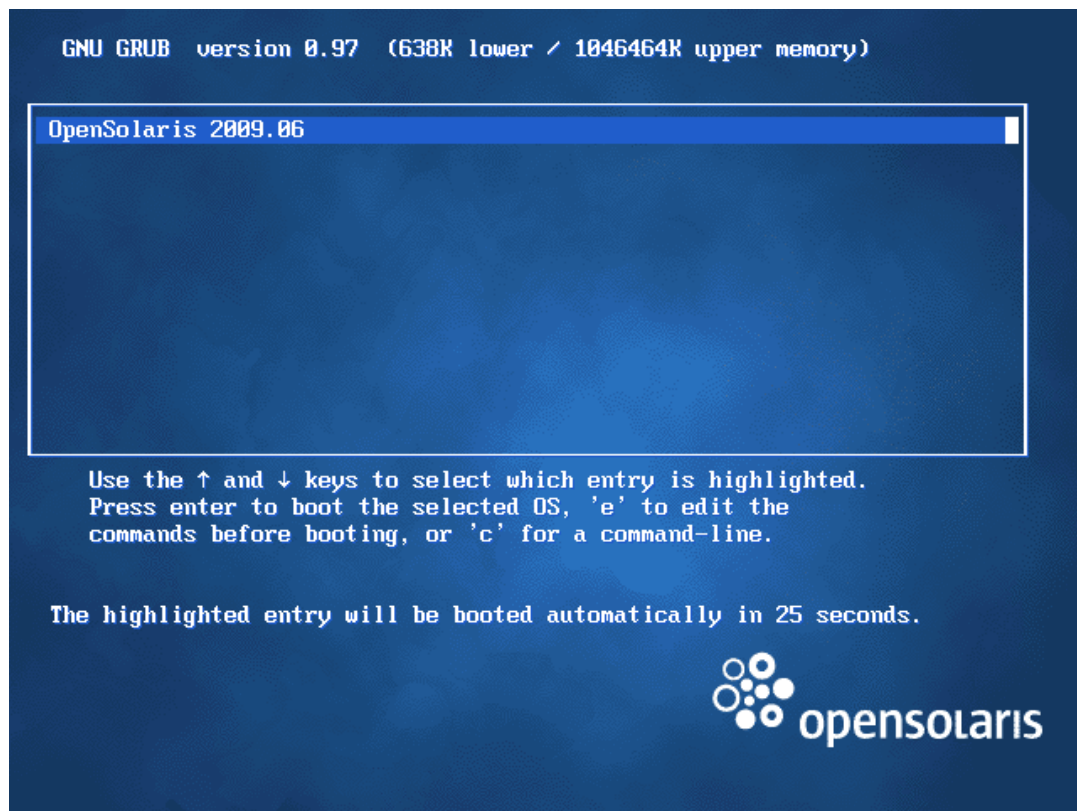 GNU GRUB version 0.97 (638K lower / 1046464K upper memory)
OpenSolaris 2009.06
Use the ↑ and ↓ keys to select which entry is highlighted.
Press enter to boot the selected OS, 'e' to edit the
commands before booting, or 'c' for a command-line.
The highlighted entry will be booted automatically in 25 seconds.
opensolaris